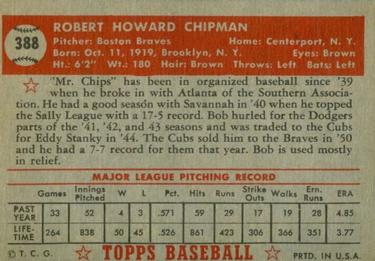 388
ROBERT HOWARD CHIPMAN
Pitcher: Boston Braves Home: Centerport, N. Y.
Born: Oct. 11, 1919, Brooklyn, N. Y. Eyes: Brown
Ht.: 6'2" Wt.: 180 Hair: Brown Throws: Left Bats: Left
"Mr. Chips" has been in organized baseball since '39
when he broke in with Atlanta of the Southern Associa-
tion. He had a good season with Savannah in '40 when he topped
the Sally League with a 17-5 record. Bob hurled for the Dodgers
parts of the '41, '42, and 43 seasons and was traded to the Cubs
for Eddy Stanky in '44. The Cubs sold him to the Braves in '50
and he had a 7-7 record for them that year. Bob is used mostly
in relief.
MAJOR LEAGUE PITCHING RECORD
Games Innings Pitched W L Pct. Hits Runs Strike Outs Walks Ern. Runs ERA
PAST YEAR 33 52 4 3 .571 59 29 17 19 28 4.85
LIFE-TIME 264 838 50 45 .526 861 423 306 366 351 3.77
© T. C. G. TOPPS BASEBALL PRTD. IN U.S.A.